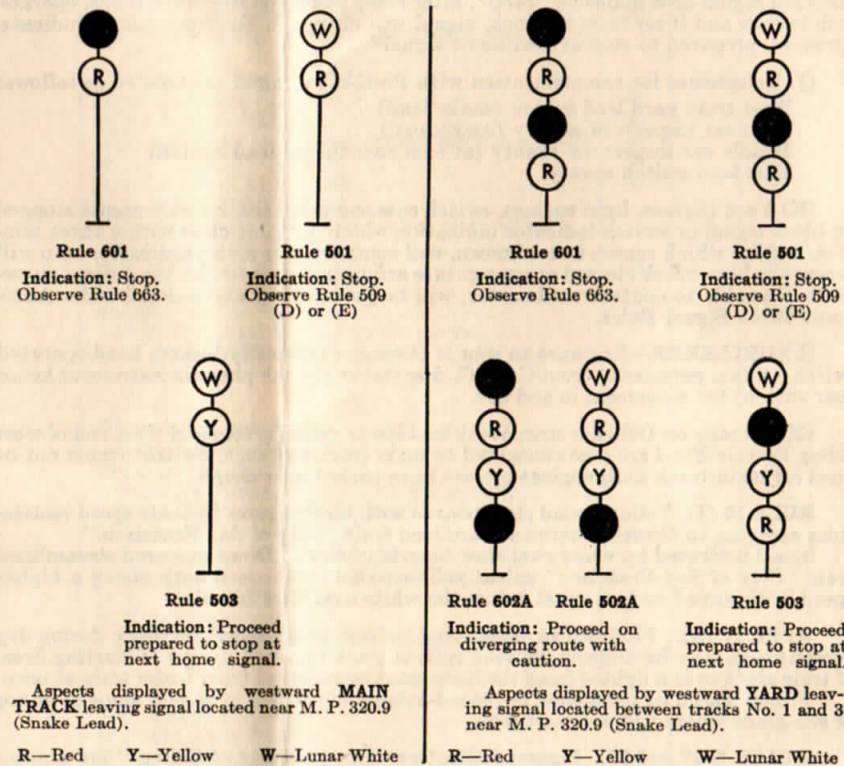 R
W
R
R
R
W
R
R
Rule 601
Indication: Stop.
Observe Rule 663.
Rule 501
Indication: Stop.
Observe Rule 509
(D) or (E)
Rule 601
Indication: Stop.
Observe Rule 663.
Rule 501
Indication: Stop.
Observe Rule 509
(D) or (E)
W
Y
R
Y
W
R
Y
W
Y
R
Rule 503
Indication: Proceed
prepared to stop at
next home signal.
Rule 602A
Rule 502A
Indication: Proceed on
diverging route with
caution.
Rule 503
Indication: Proceed
prepared to stop at
next home signal.
Aspects displayed by westward MAIN
TRACK leaving signal located near M. P. 320.9
(Snake Lead).
R—Red Y—Yellow W—Lunar White
Aspects displayed by westward YARD leav-
ing signal located between tracks No. 1 and 3
near M. P. 320.9 (Snake Lead).
R—Red Y—Yellow W—Lunar White